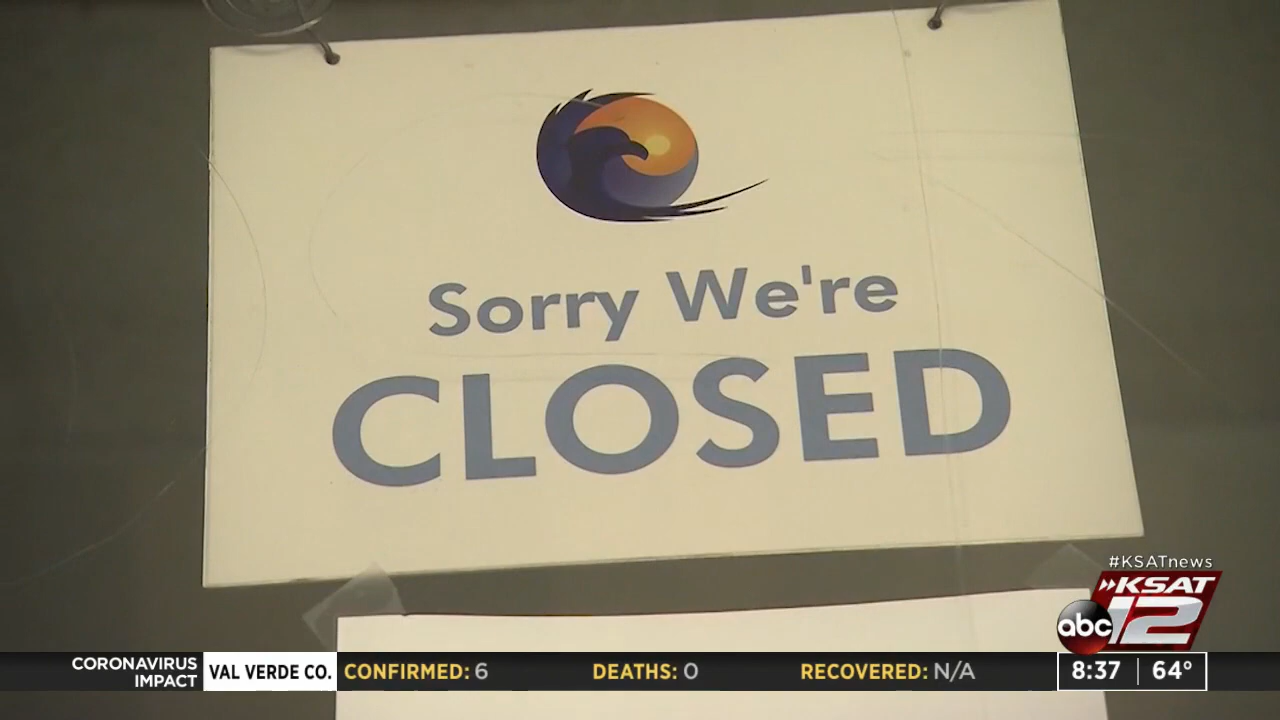 Sorry We're
CLOSED
#KSATnews
KSAT
abc 12
CORONAVIRUS
IMPACT
VAL VERDE CO.
CONFIRMED: 6
DEATHS: 0
RECOVERED: N/A
8:37
64°